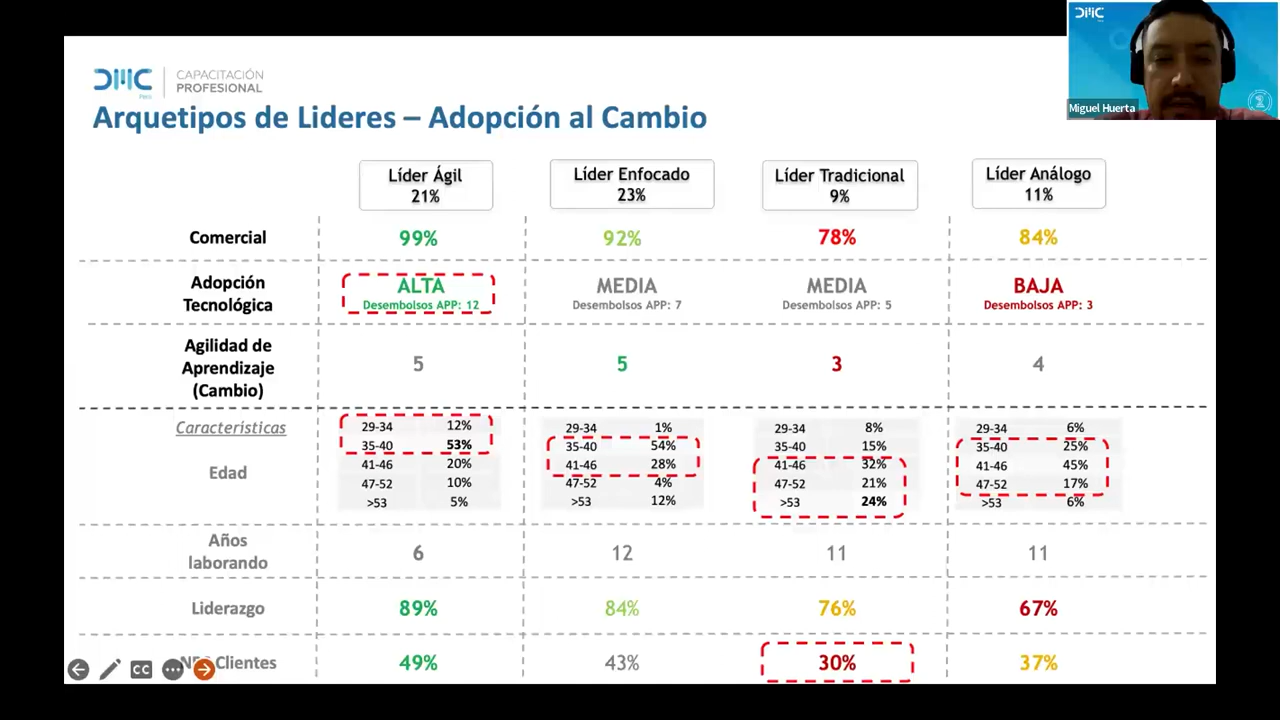 DMC
Miguel Huerta
DMC
Perú
CAPACITACIÓN
PROFESIONAL
Arquetipos de Lideres – Adopción al Cambio
Líder Ágil
21%
Líder Enfocado
23%
Líder Tradicional
9%
Líder Análogo
11%
Comercial
99%
92%
78%
84%
Adopción
Tecnológica
ALTA
Desembolsos APP: 12
MEDIA
Desembolsos APP: 7
MEDIA
Desembolsos APP: 5
BAJA
Desembolsos APP: 3
Agilidad de
Aprendizaje
(Cambio)
5
5
3
4
Características
Edad
29-34 12%
35-40 53%
41-46 20%
47-52 10%
>53 5%
29-34 1%
35-40 54%
41-46 28%
47-52 4%
>53 12%
29-34 8%
35-40 15%
41-46 32%
47-52 21%
>53 24%
29-34 6%
35-40 25%
41-46 45%
47-52 17%
>53 6%
Años
laborando
6
12
11
11
Liderazgo
89%
84%
76%
67%
CC
Clientes
49%
43%
30%
37%